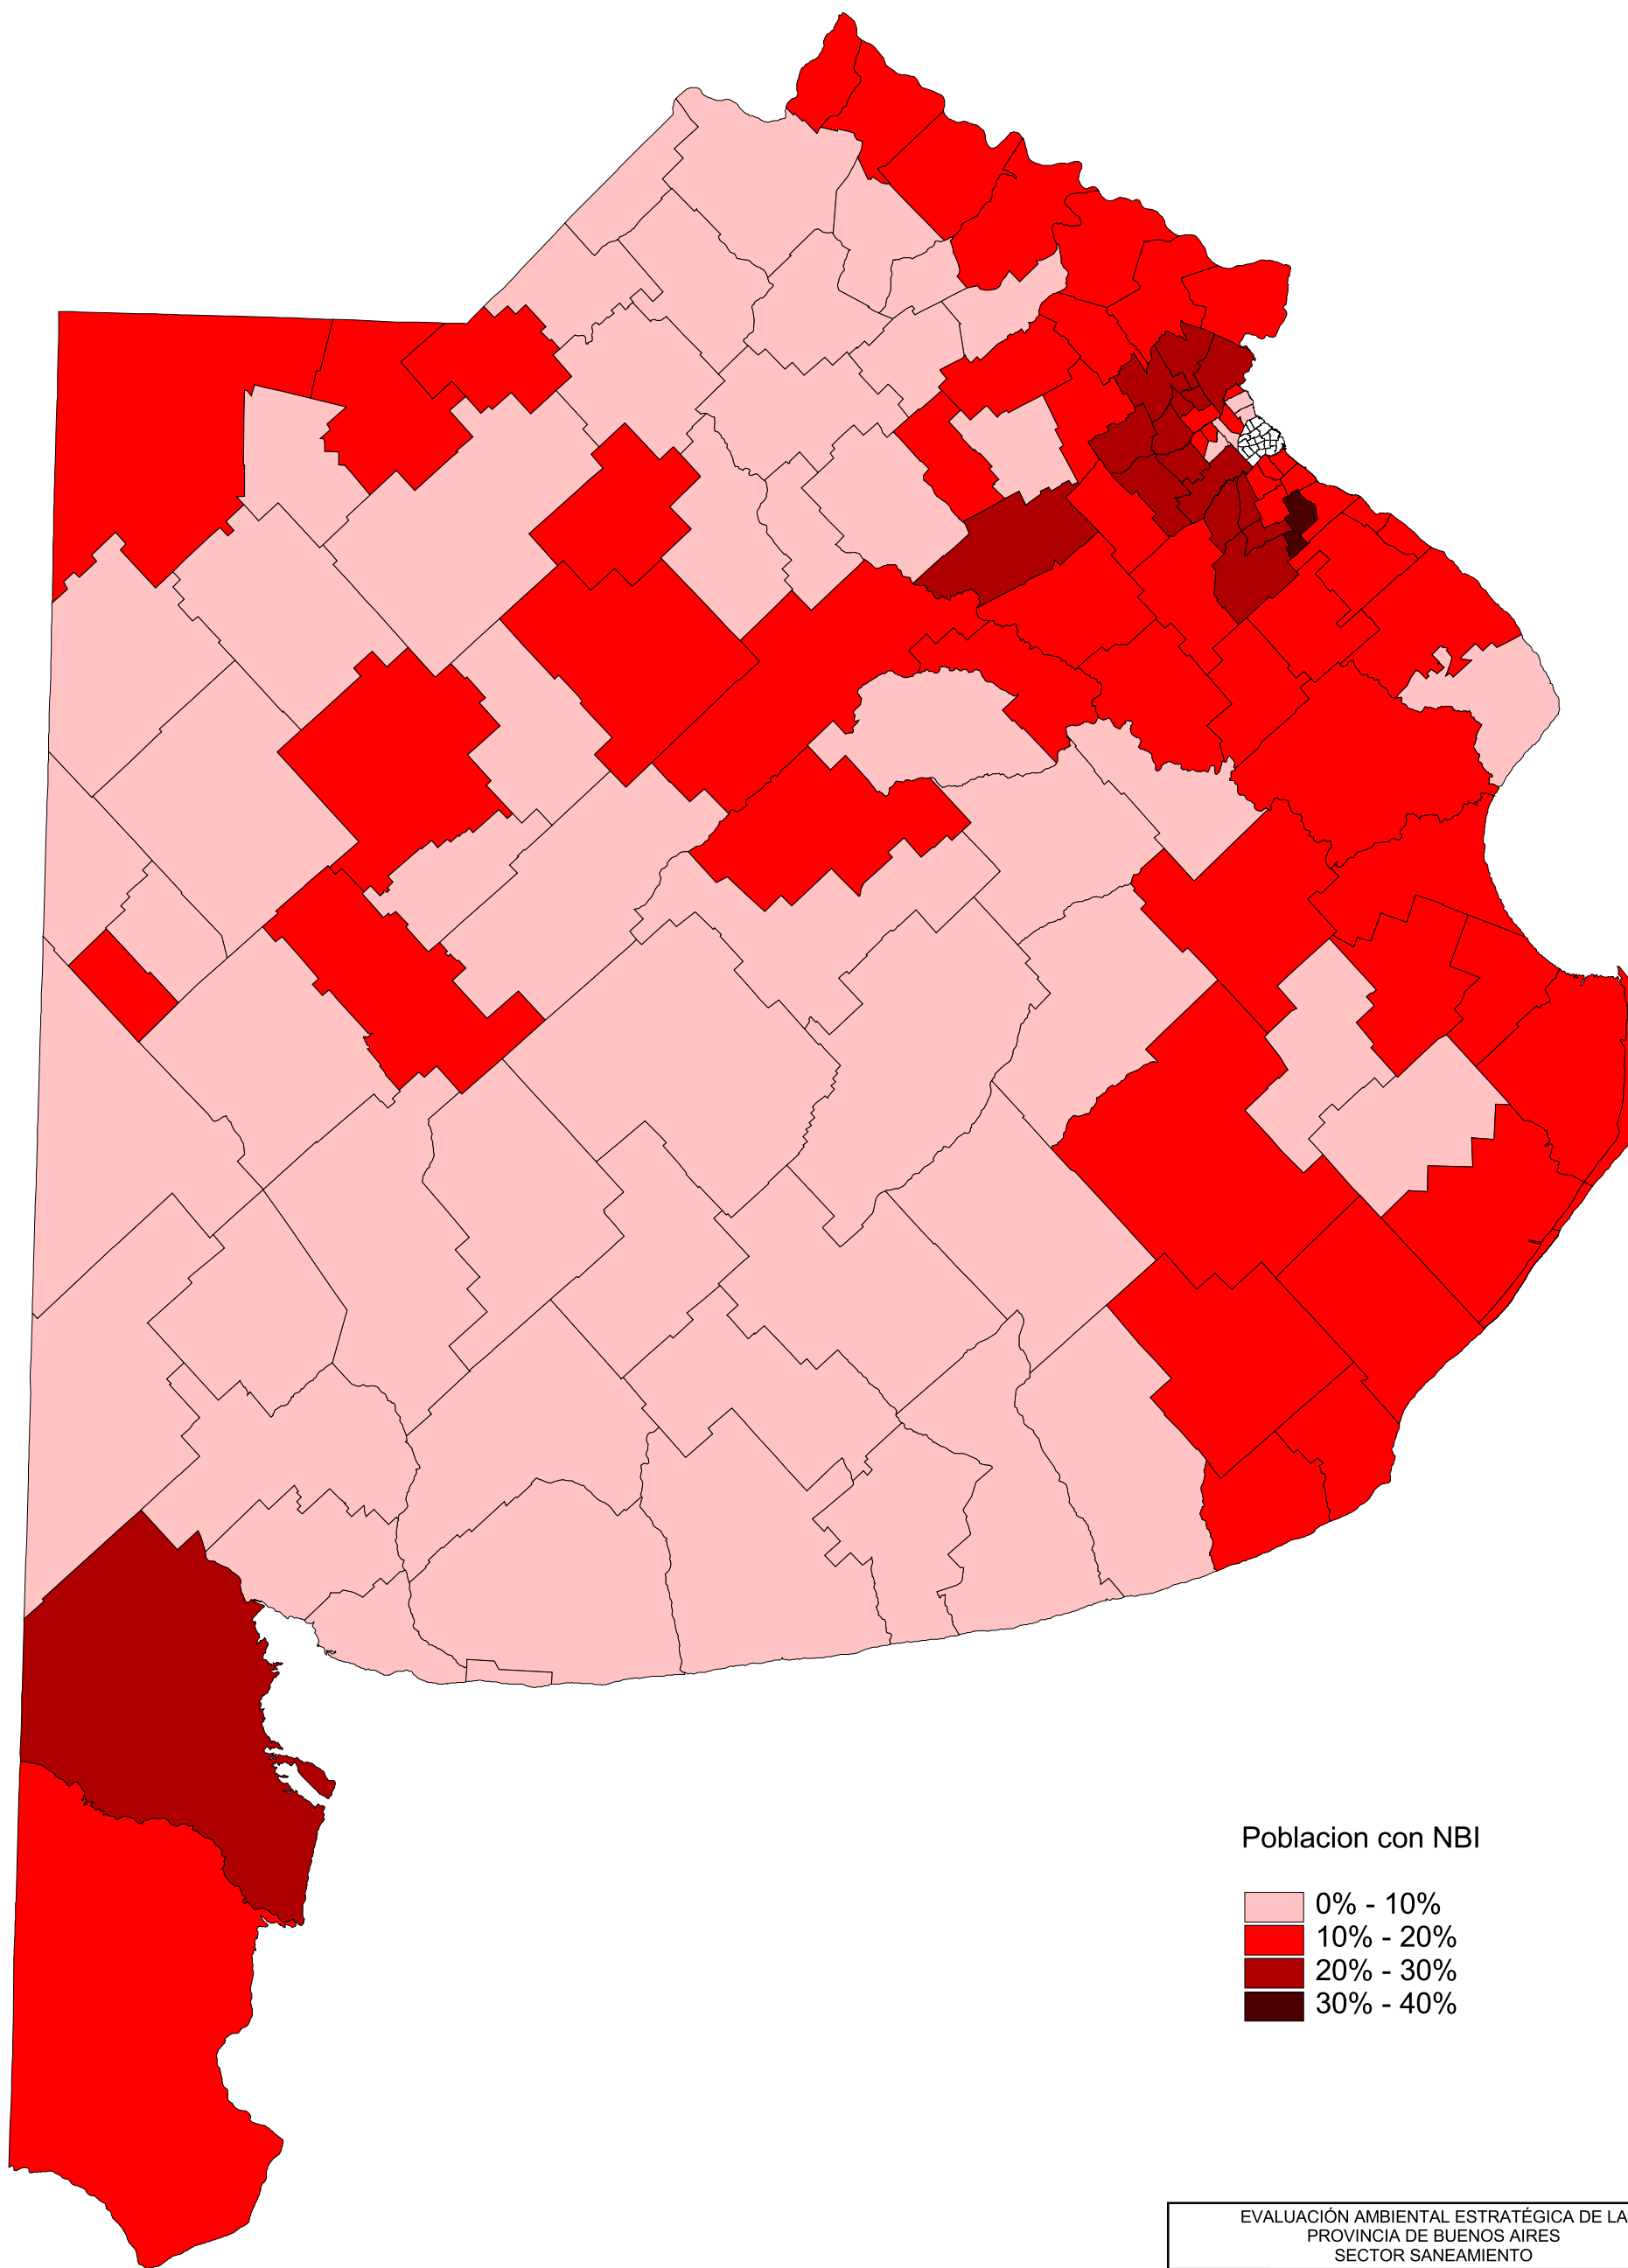 Poblacion con NBI
0% - 10%
10% - 20%
20% - 30%
30% - 40%
EVALUACIÓN AMBIENTAL ESTRATÉGICA DE LA
PROVINCIA DE BUENOS AIRES
SECTOR SANEAMIENTO